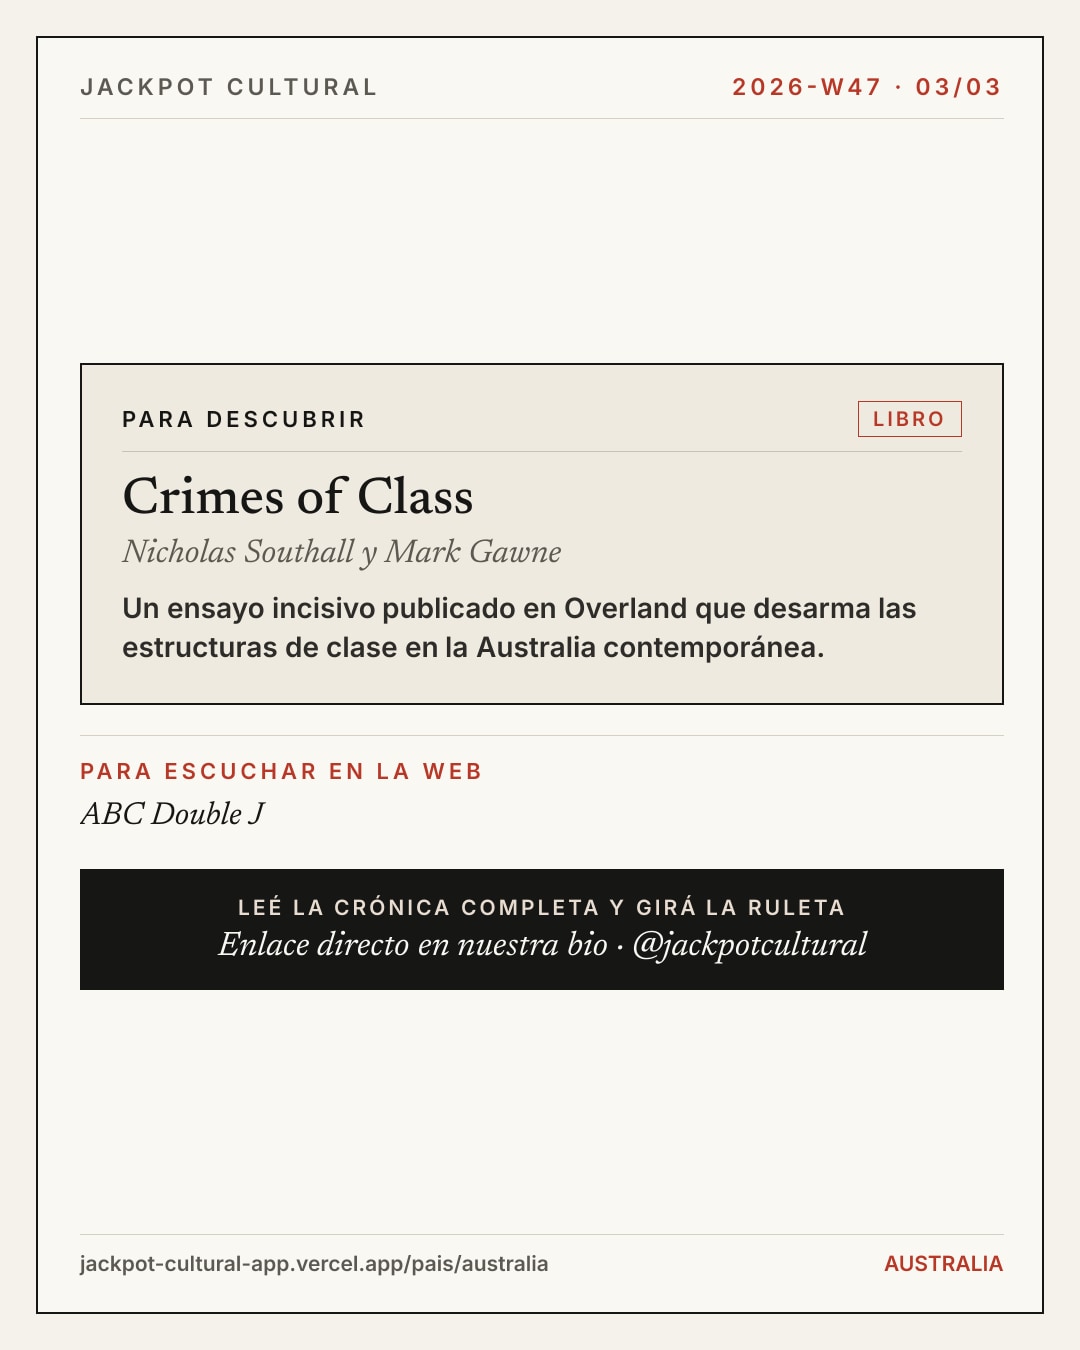 JACKPOT CULTURAL
2026-W47 · 03/03
PARA DESCUBRIR
LIBRO
Crimes of Class
Nicholas Southall y Mark Gawne
Un ensayo incisivo publicado en Overland que desarma las
estructuras de clase en la Australia contemporánea.
PARA ESCUCHAR EN LA WEB
ABC Double J
LEÉ LA CRÓNICA COMPLETA Y GIRÁ LA RULETA
Enlace directo en nuestra bio · @jackpotcultural
jackpot-cultural-app.vercel.app/pais/australia
AUSTRALIA